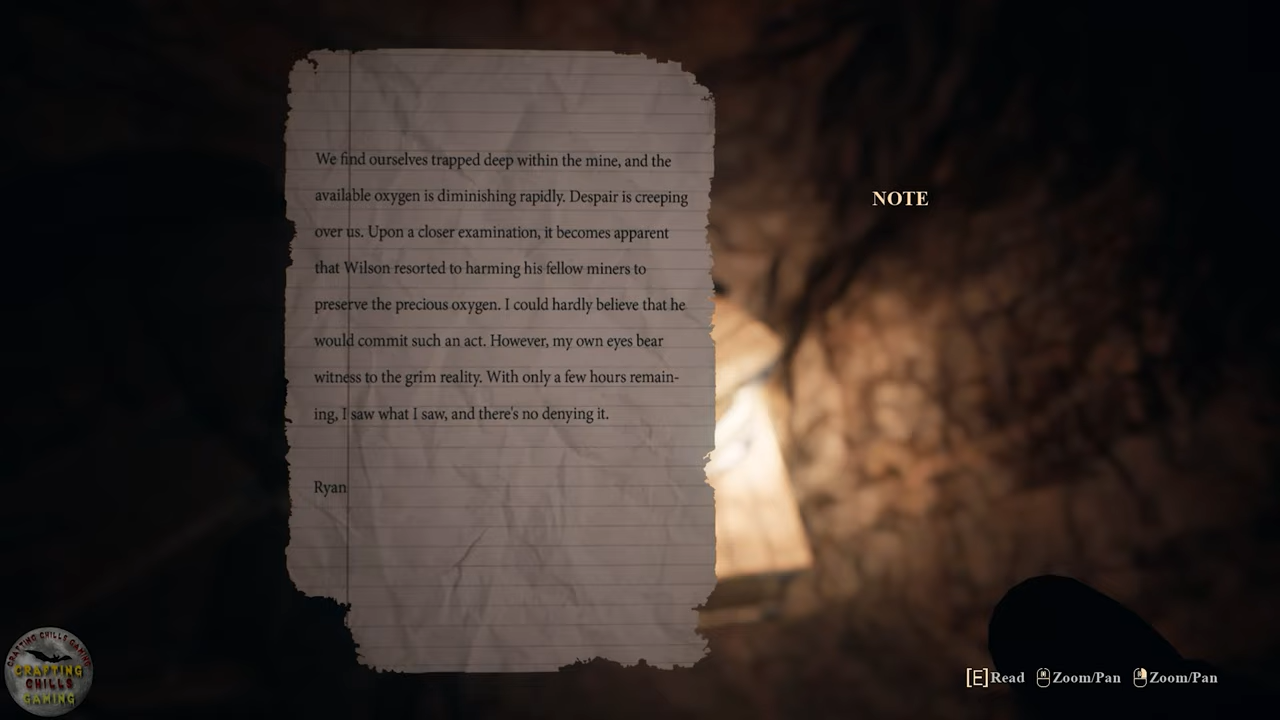 We find ourselves trapped deep within the mine, and the
available oxygen is diminishing rapidly. Despair is creeping
over us. Upon a closer examination, it becomes apparent
that Wilson resorted to harming his fellow miners to
preserve the precious oxygen. I could hardly believe that he
would commit such an act. However, my own eyes bear
witness to the grim reality. With only a few hours remain-
ing, I saw what I saw, and there's no denying it.
Ryan
NOTE
[E]Read Zoom/Pan Zoom/Pan
CRAFTING CHILLS GAMING
CRAFTING
CHILLS
GAMING